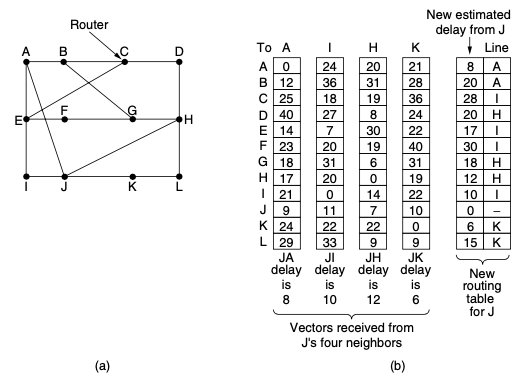 Router
A B C D
E F G H
I J K L
(a)
New estimated
delay from J
To A I H K Line
A 0 24 20 21 8 A
B 12 36 31 28 20 A
C 25 18 19 36 28 I
D 40 27 8 24 20 H
E 14 7 30 22 17 I
F 23 20 19 40 30 I
G 18 31 6 31 18 H
H 17 20 0 19 12 H
I 21 0 14 22 10 I
J 9 11 7 10 0 –
K 24 22 22 0 6 K
L 29 33 9 9 15 K
JA JI JH JK
delay delay delay delay
is is is is
8 10 12 6
Vectors received from
J's four neighbors
New
routing
table
for J
(b)